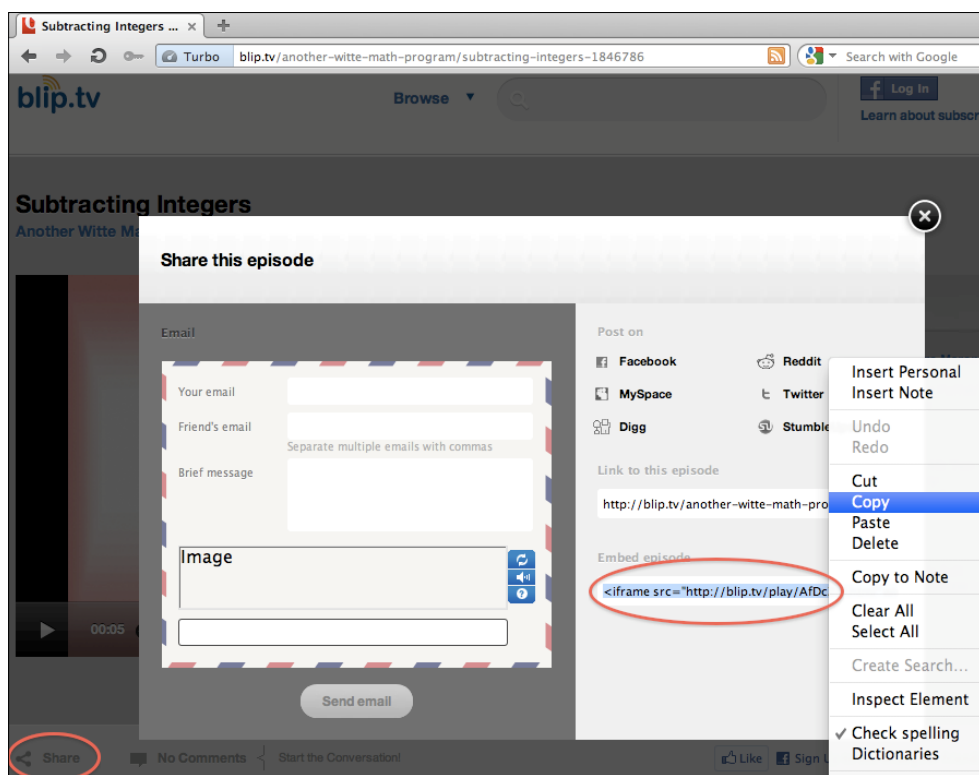 Subtracting Integers ...
Turbo
blip.tv/another-witte-math-program/subtracting-integers-1846786
Search with Google
blip.tv
Browse
Log In
Learn about subscr
Subtracting Integers
Another Witte Ma
Share this episode
Email
Your email
Friend's email
Separate multiple emails with commas
Brief message
Image
Send email
Post on
Facebook
Reddit
MySpace
Twitter
Digg
Stumble
Link to this episode
http://blip.tv/another-witte-math-pro
Embed episode
<iframe src="http://blip.tv/play/AfDc
Insert Personal
Insert Note
Undo
Redo
Cut
Copy
Paste
Delete
Copy to Note
Clear All
Select All
Create Search...
Inspect Element
Check spelling
Dictionaries
00:05
Share
No Comments
Start the Conversation!
Like
Sign U